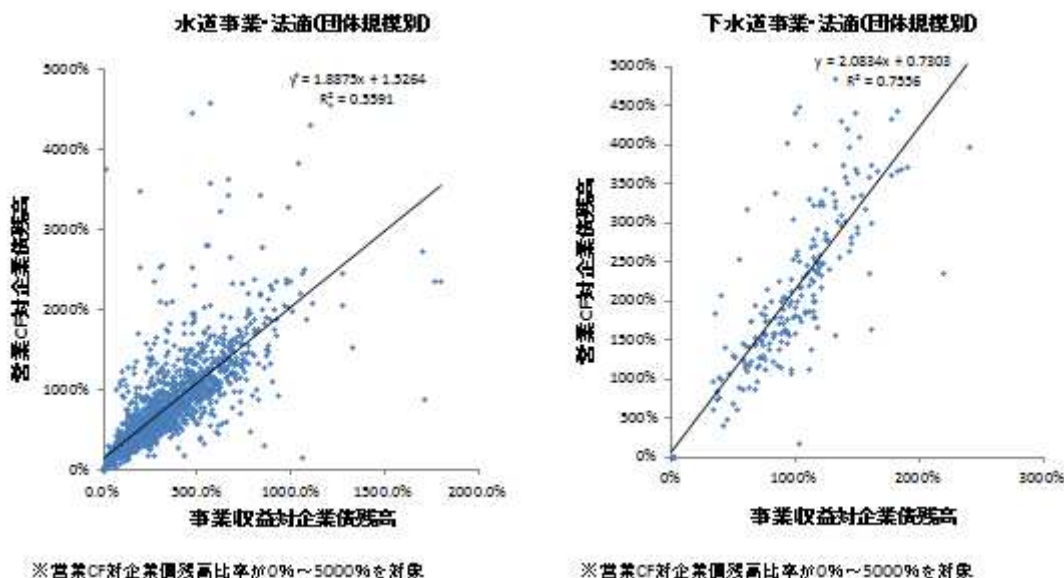 水道事業・法適(団体規模別)
y = 1.8875x + 1.5264
R² = 0.5591
5000%
4000%
3000%
2000%
1000%
0%
0.0%
500.0%
1000.0%
1500.0%
2000.0%
営業CF対企業債残高
事業収益対企業債残高
※営業CF対企業債残高比率が0%～5000%を対象
下水道事業・法適(団体規模別)
y = 2.0834x + 0.7303
R² = 0.7556
5000%
4500%
4000%
3500%
3000%
2500%
2000%
1500%
1000%
500%
0%
0%
1000%
2000%
3000%
営業CF対企業債残高
事業収益対企業債残高
※営業CF対企業債残高比率が0%～5000%を対象